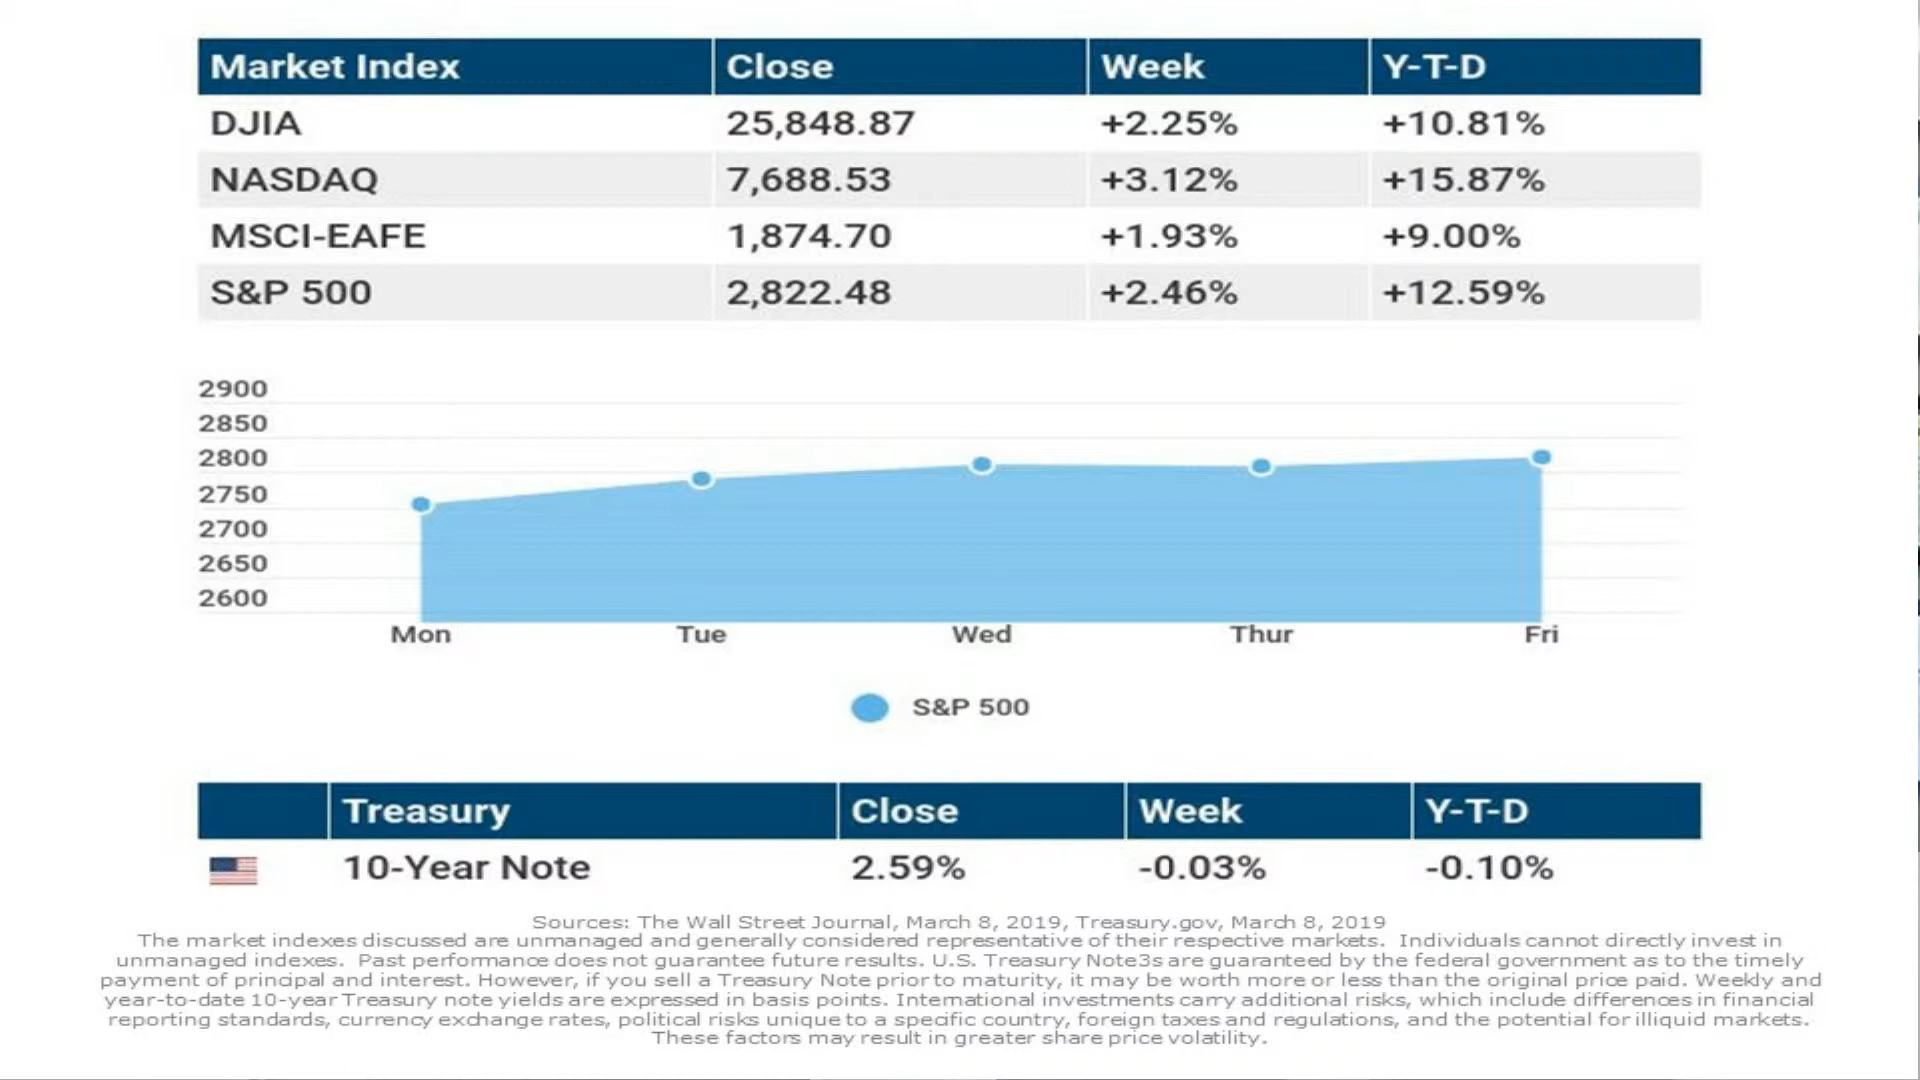 Market Index Close Week Y-T-D
DJIA 25,848.87 +2.25% +10.81%
NASDAQ 7,688.53 +3.12% +15.87%
MSCI-EAFE 1,874.70 +1.93% +9.00%
S&P 500 2,822.48 +2.46% +12.59%
2900
2850
2800
2750
2700
2650
2600
Mon Tue Wed Thur Fri
S&P 500
Treasury Close Week Y-T-D
10-Year Note 2.59% -0.03% -0.10%
Sources: The Wall Street Journal, March 8, 2019, Treasury.gov, March 8, 2019
The market indexes discussed are unmanaged and generally considered representative of their respective markets. Individuals cannot directly invest in
unmanaged indexes. Past performance does not guarantee future results. U.S. Treasury Note3s are guaranteed by the federal government as to the timely
payment of principal and interest. However, if you sell a Treasury Note prior to maturity, it may be worth more or less than the original price paid. Weekly and
year-to-date 10-year Treasury note yields are expressed in basis points. International investments carry additional risks, which include differences in financial
reporting standards, currency exchange rates, political risks unique to a specific country, foreign taxes and regulations, and the potential for illiquid markets.
These factors may result in greater share price volatility.